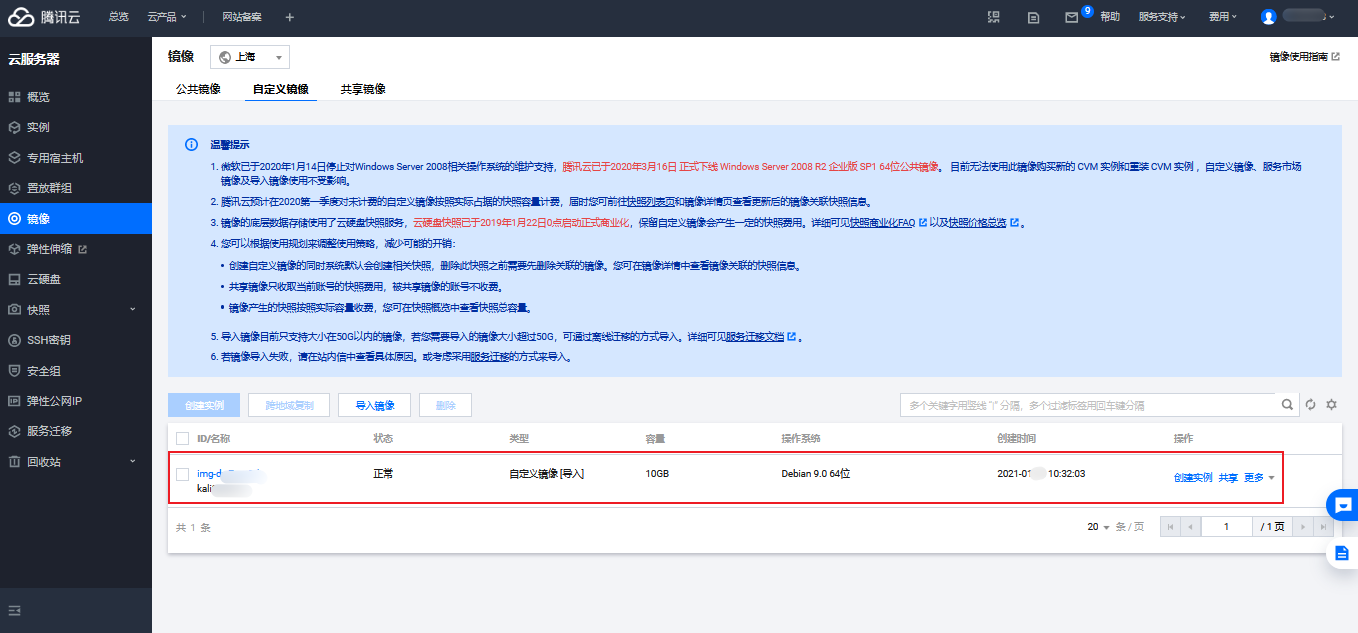 腾讯云 总览 云产品 网站备案 + 9 帮助 服务支持 费用
云服务器
概览
实例
专用宿主机
置放群组
镜像
弹性伸缩
云硬盘
快照
SSH密钥
安全组
弹性公网IP
服务迁移
回收站
镜像 上海 镜像使用指南
公共镜像 自定义镜像 共享镜像
温馨提示
1. 微软已于2020年1月14日停止对Windows Server 2008相关操作系统的维护支持，腾讯云已于2020年3月16日 正式下线 Windows Server 2008 R2 企业版 SP1 64位公共镜像。 目前无法使用此镜像购买新的 CVM 实例和重装 CVM 实例 ，自定义镜像、服务市场
镜像及导入镜像使用不受影响。
2. 腾讯云预计在2020第一季度对未计费的自定义镜像按照实际占据的快照容量计费，届时您可前往快照列表页和镜像详情页查看更新后的镜像关联快照信息。
3. 镜像的底层数据存储使用了云硬盘快照服务，云硬盘快照已于2019年1月22日0点启动正式商业化，保留自定义镜像会产生一定的快照费用。详细可见快照商业化FAQ 以及快照价格总览 。
4. 您可以根据使用规划来调整使用策略，减少可能的开销：
• 创建自定义镜像的同时系统默认会创建相关快照，删除此快照之前需要先删除关联的镜像。您可在镜像详情中查看镜像关联的快照信息。
• 共享镜像只收取当前账号的快照费用，被共享镜像的账号不收费。
• 镜像产生的快照按照实际容量收费，您可在快照概览中查看快照总容量。
5. 导入镜像目前只支持大小在50G以内的镜像，若您需要导入的镜像大小超过50G，可通过离线迁移的方式导入。详细可见服务迁移文档 。
6. 若镜像导入失败，请在站内信中查看具体原因。或考虑采用服务迁移的方式来导入。
创建实例 跨地域复制 导入镜像 删除 多个关键字用竖线 "|" 分隔，多个过滤标签用回车键分隔
ID/名称 状态 类型 容量 操作系统 创建时间 操作
img-d 正常 自定义镜像 [导入] 10GB Debian 9.0 64位 2021-01 10:32:03 创建实例 共享 更多
kali
共 1 条 20 条 / 页 1 / 1 页